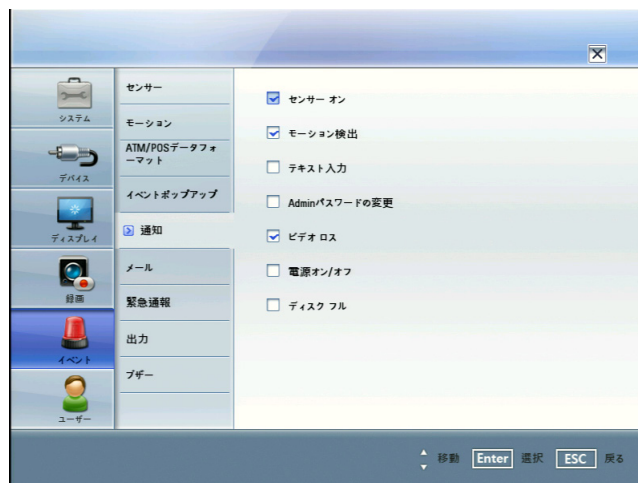 システム
デバイス
ディスプレイ
録画
イベント
ユーザー
センサー
モーション
ATM/POSデータフォ
ーマット
イベントポップアップ
通知
メール
緊急通報
出力
ブザー
センサー オン
モーション検出
テキスト入力
Adminパスワードの変更
ビデオ ロス
電源オン/オフ
ディスク フル
移動 Enter 選択 ESC 戻る